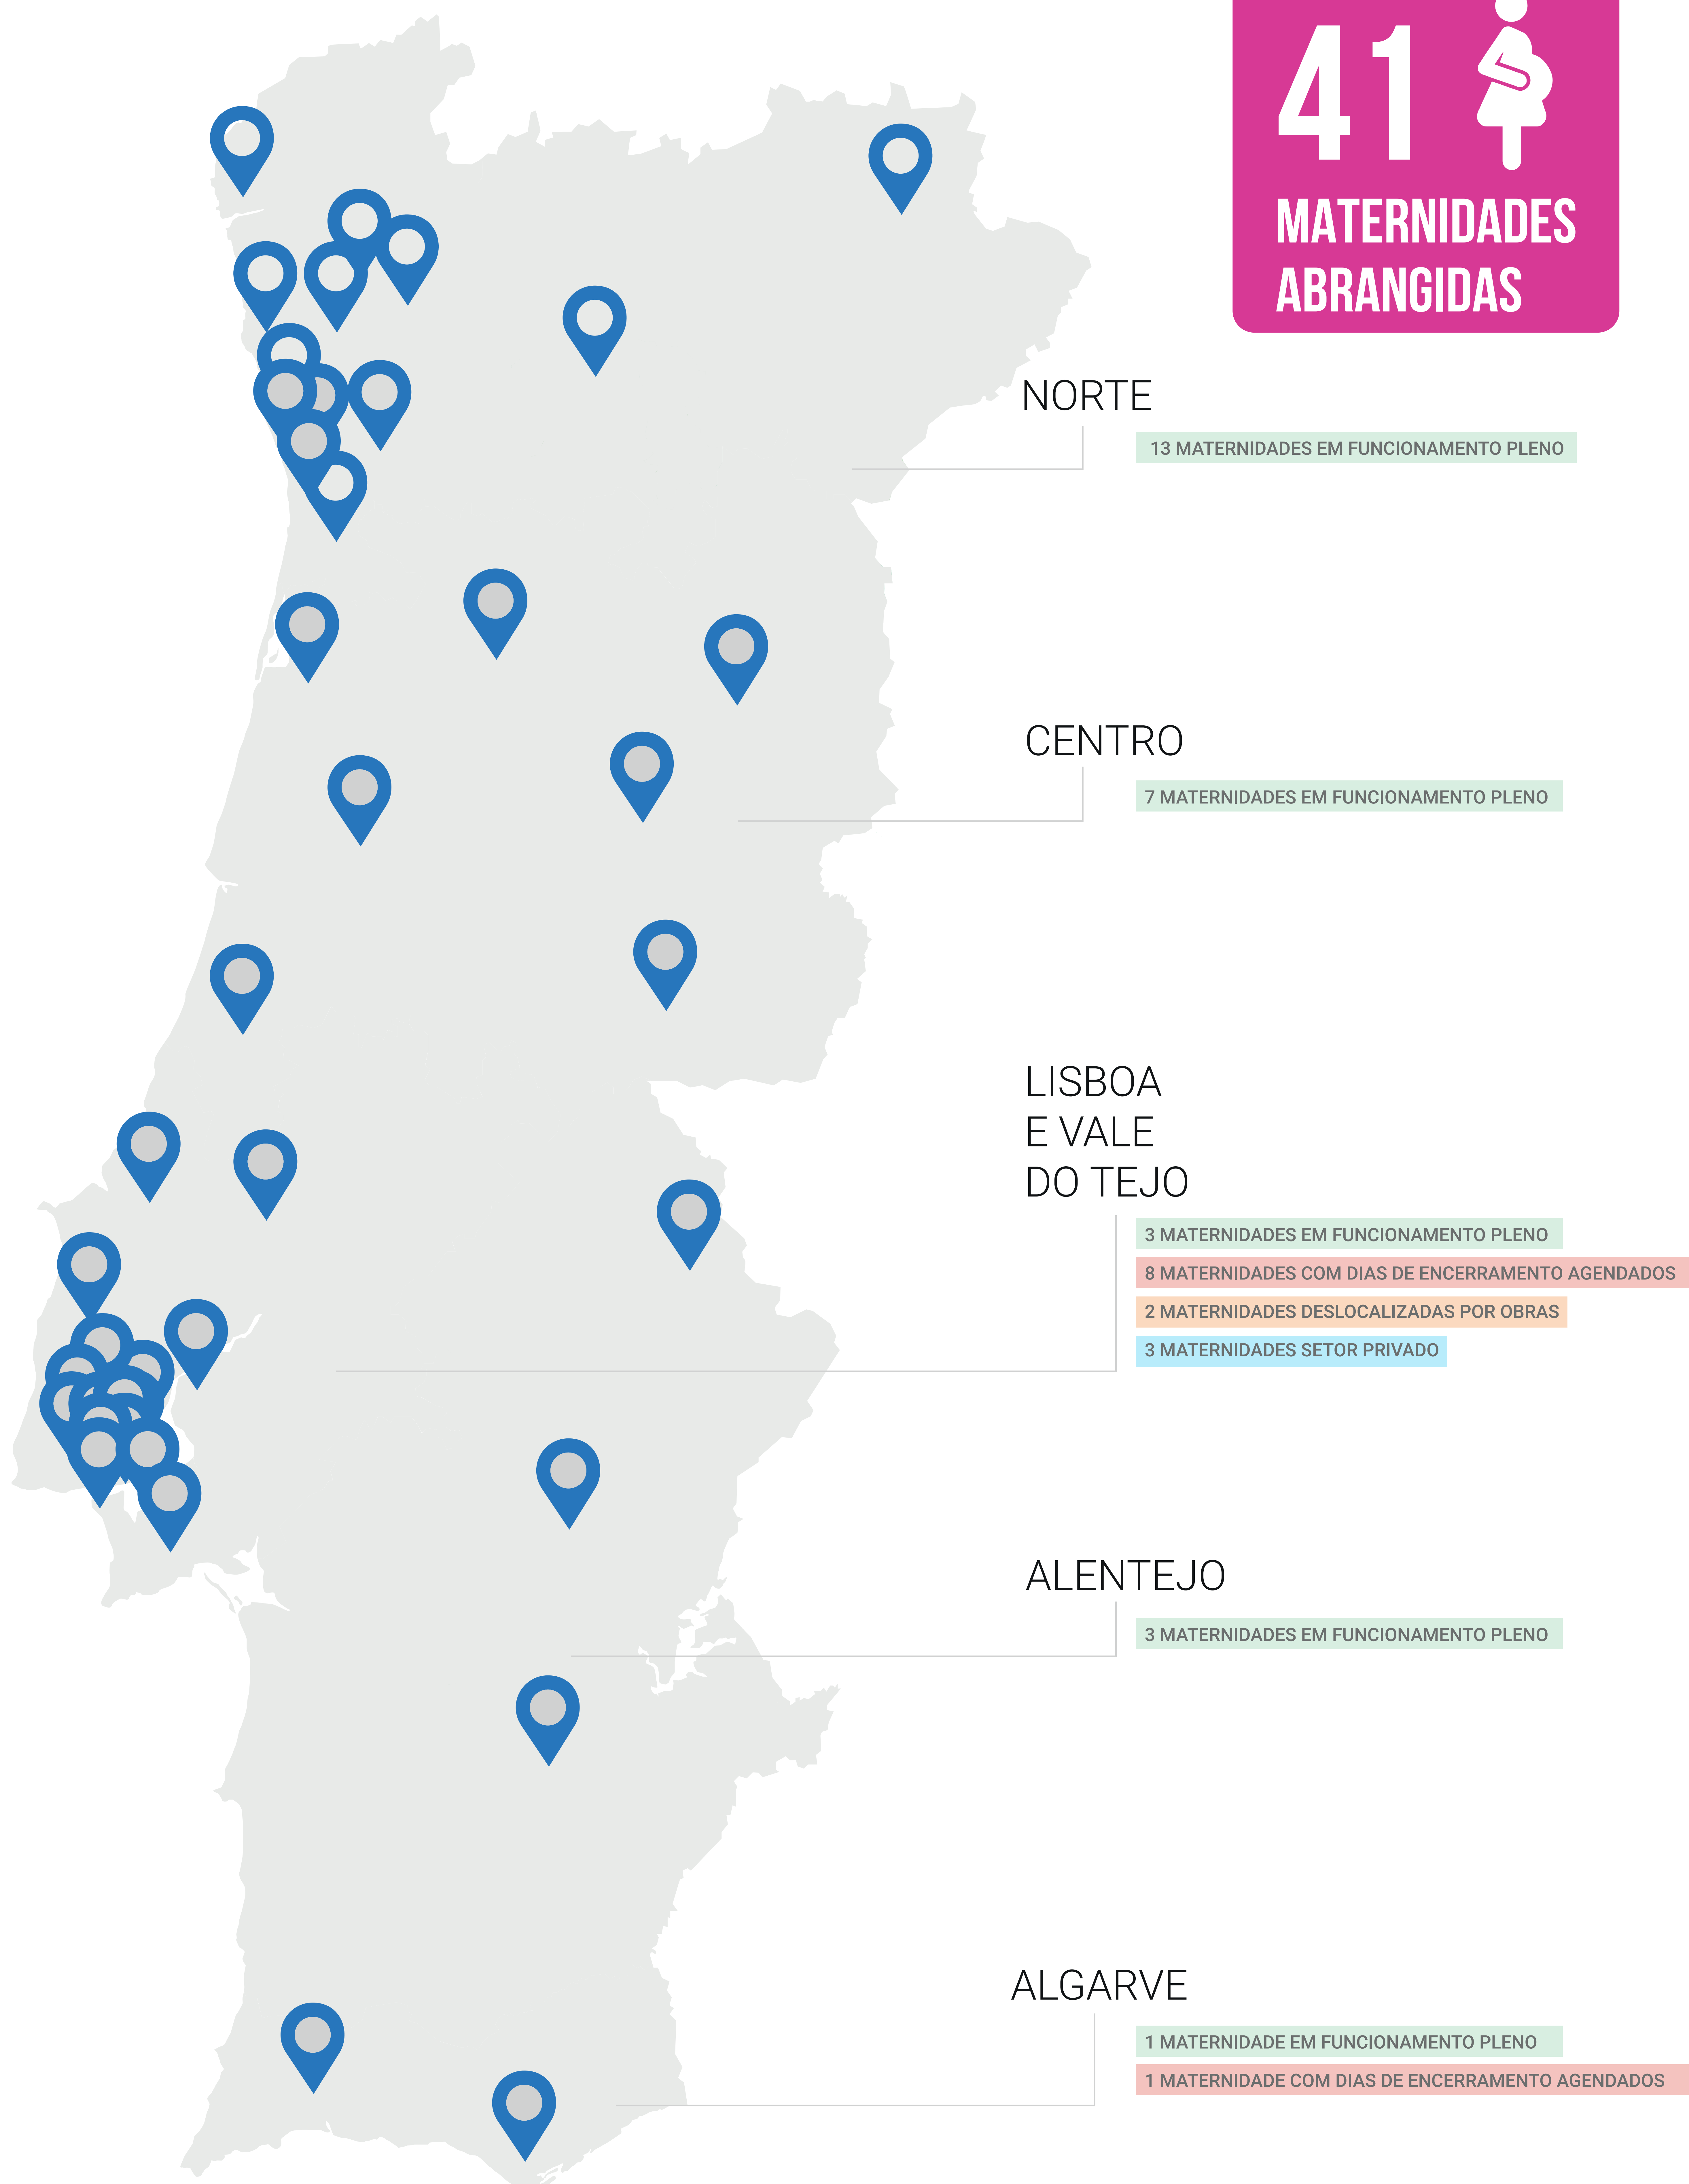 41
MATERNIDADES
ABRANGIDAS
NORTE
13 MATERNIDADES EM FUNCIONAMENTO PLENO
CENTRO
7 MATERNIDADES EM FUNCIONAMENTO PLENO
LISBOA
E VALE
DO TEJO
3 MATERNIDADES EM FUNCIONAMENTO PLENO
8 MATERNIDADES COM DIAS DE ENCERRAMENTO AGENDADOS
2 MATERNIDADES DESLOCALIZADAS POR OBRAS
3 MATERNIDADES SETOR PRIVADO
ALENTEJO
3 MATERNIDADES EM FUNCIONAMENTO PLENO
ALGARVE
1 MATERNIDADE EM FUNCIONAMENTO PLENO
1 MATERNIDADE COM DIAS DE ENCERRAMENTO AGENDADOS